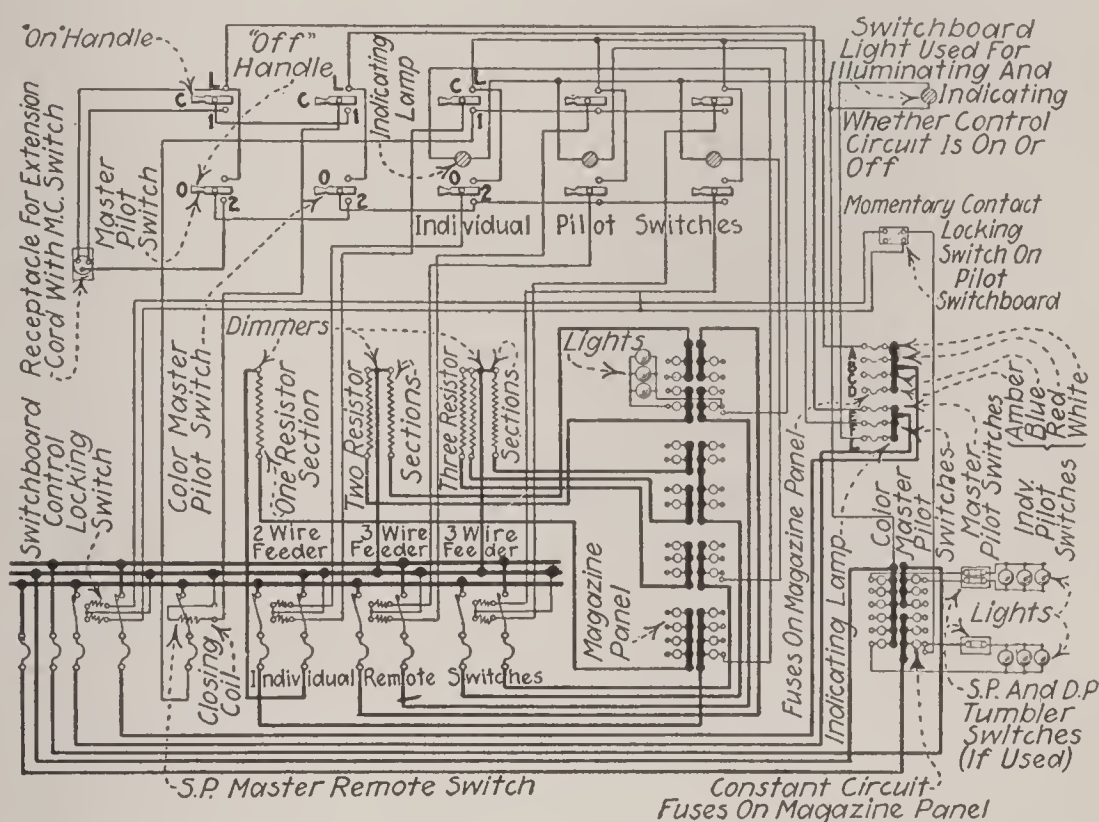 "On" Handle
"Off"
Handle
Indicating
Lamp
Switchboard
Light Used For
Illuminating And
Indicating
Whether Control
Circuit Is On Or
Off
L
C
1
L
C
1
L
C
1
O
2
O
2
O
2
Receptacle For Extension
Cord With M.C. Switch
Master
Pilot
Switch
Individual Pilot Switches
Momentary Contact
Locking
Switch On
Pilot
Switchboard
Color Master
Pilot Switch
Dimmers
One Resistor
Section
Two Resistor
Sections
Three Resistor
Sections
Lights
A
B
C
D
E
F
L
Amber
Blue
Red
White
Switchboard
Control
Locking
Switch
2 Wire
Feeder
3 Wire
Feeder
3 Wire
Feeder
Magazine
Panel
Fuses On Magazine Panel
Indicating Lamp
Color
Master
Pilot
Switches
Master
Pilot Switches
Indv.
Pilot
Switches
Lights
Closing
Coil
Individual Remote Switches
S.P. Master Remote Switch
S.P. And D.P
Tumbler
Switches
(If Used)
Constant Circuit
Fuses On Magazine Panel